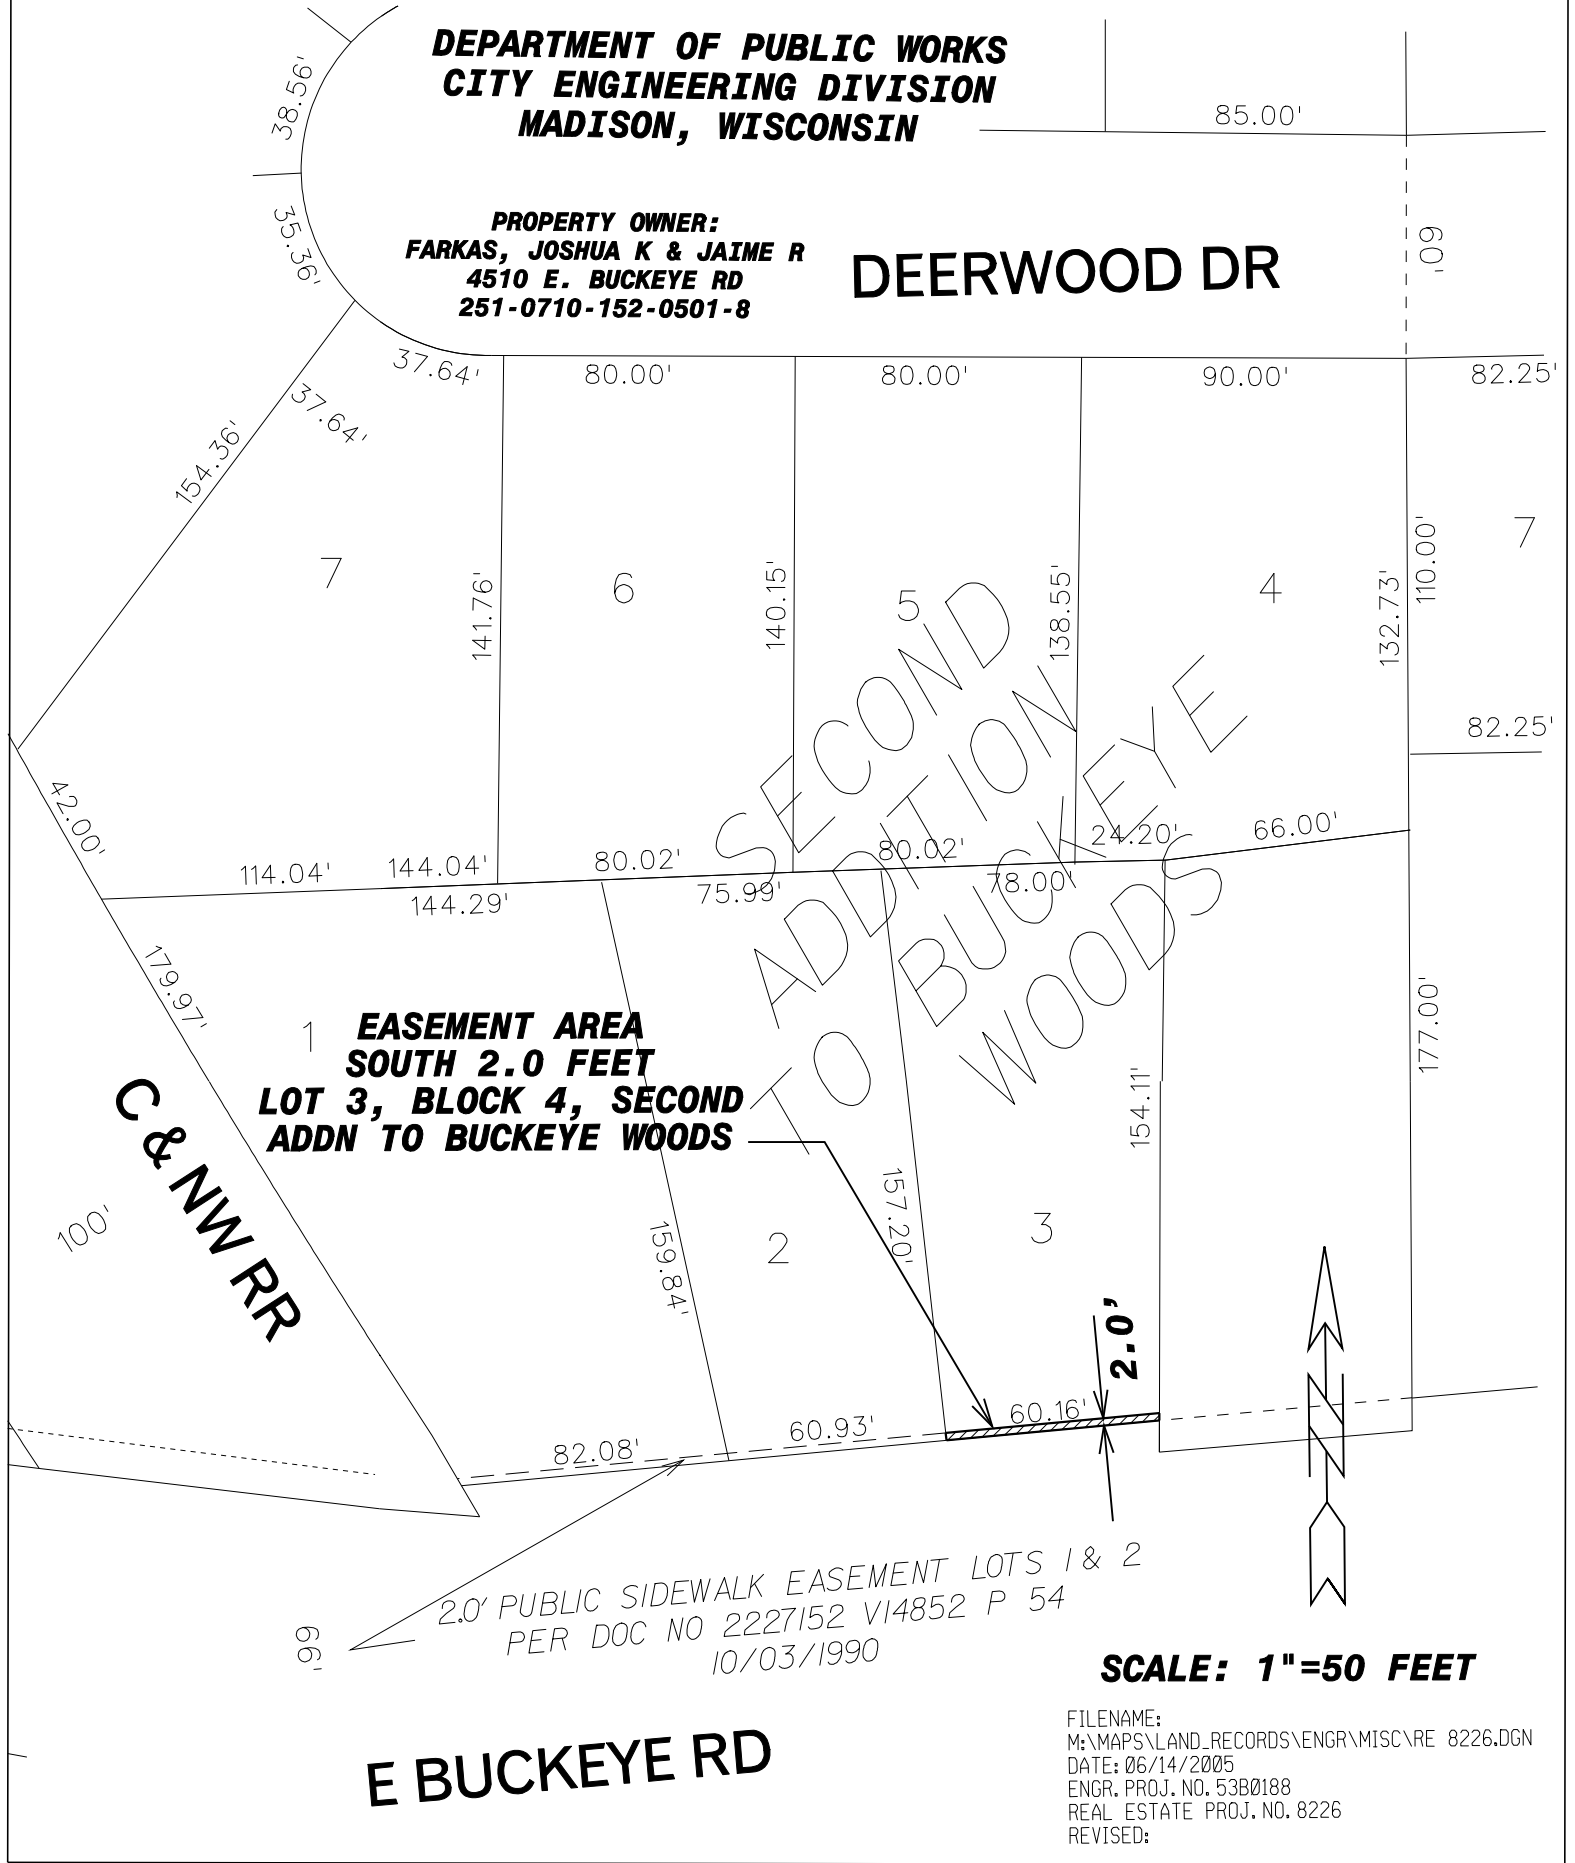 DEPARTMENT OF PUBLIC WORKS
CITY ENGINEERING DIVISION
MADISON, WISCONSIN
38.56'
85.00'
35.36'
PROPERTY OWNER:
FARKAS, JOSHUA K & JAIME R
4510 E. BUCKEYE RD
251-0710-152-0501-8
DEERWOOD DR
60'
37.64'
80.00'
80.00'
90.00'
82.25'
37.64'
154.36'
7
141.76'
6
140.15'
5
138.55'
4
132.73'
110.00'
7
82.25'
SECOND
ADDITION
TO BUCKEYE
WOODS
42.00'
114.04'
144.04'
80.02'
80.02'
24.20'
66.00'
144.29'
75.99'
78.00'
179.97'
1
EASEMENT AREA
SOUTH 2.0 FEET
LOT 3, BLOCK 4, SECOND
ADDN TO BUCKEYE WOODS
154.11'
177.00'
C & NW RR
100'
159.84'
2
157.20'
3
2.0'
82.08'
60.93'
60.16'
N
2.0' PUBLIC SIDEWALK EASEMENT LOTS 1 & 2
PER DOC NO 2227152 V14852 P 54
10/03/1990
66'
SCALE: 1"=50 FEET
E BUCKEYE RD
FILENAME:
M:\MAPS\LAND_RECORDS\ENGR\MISC\RE 8226.DGN
DATE: 06/14/2005
ENGR. PROJ. NO. 53B0188
REAL ESTATE PROJ. NO. 8226
REVISED: